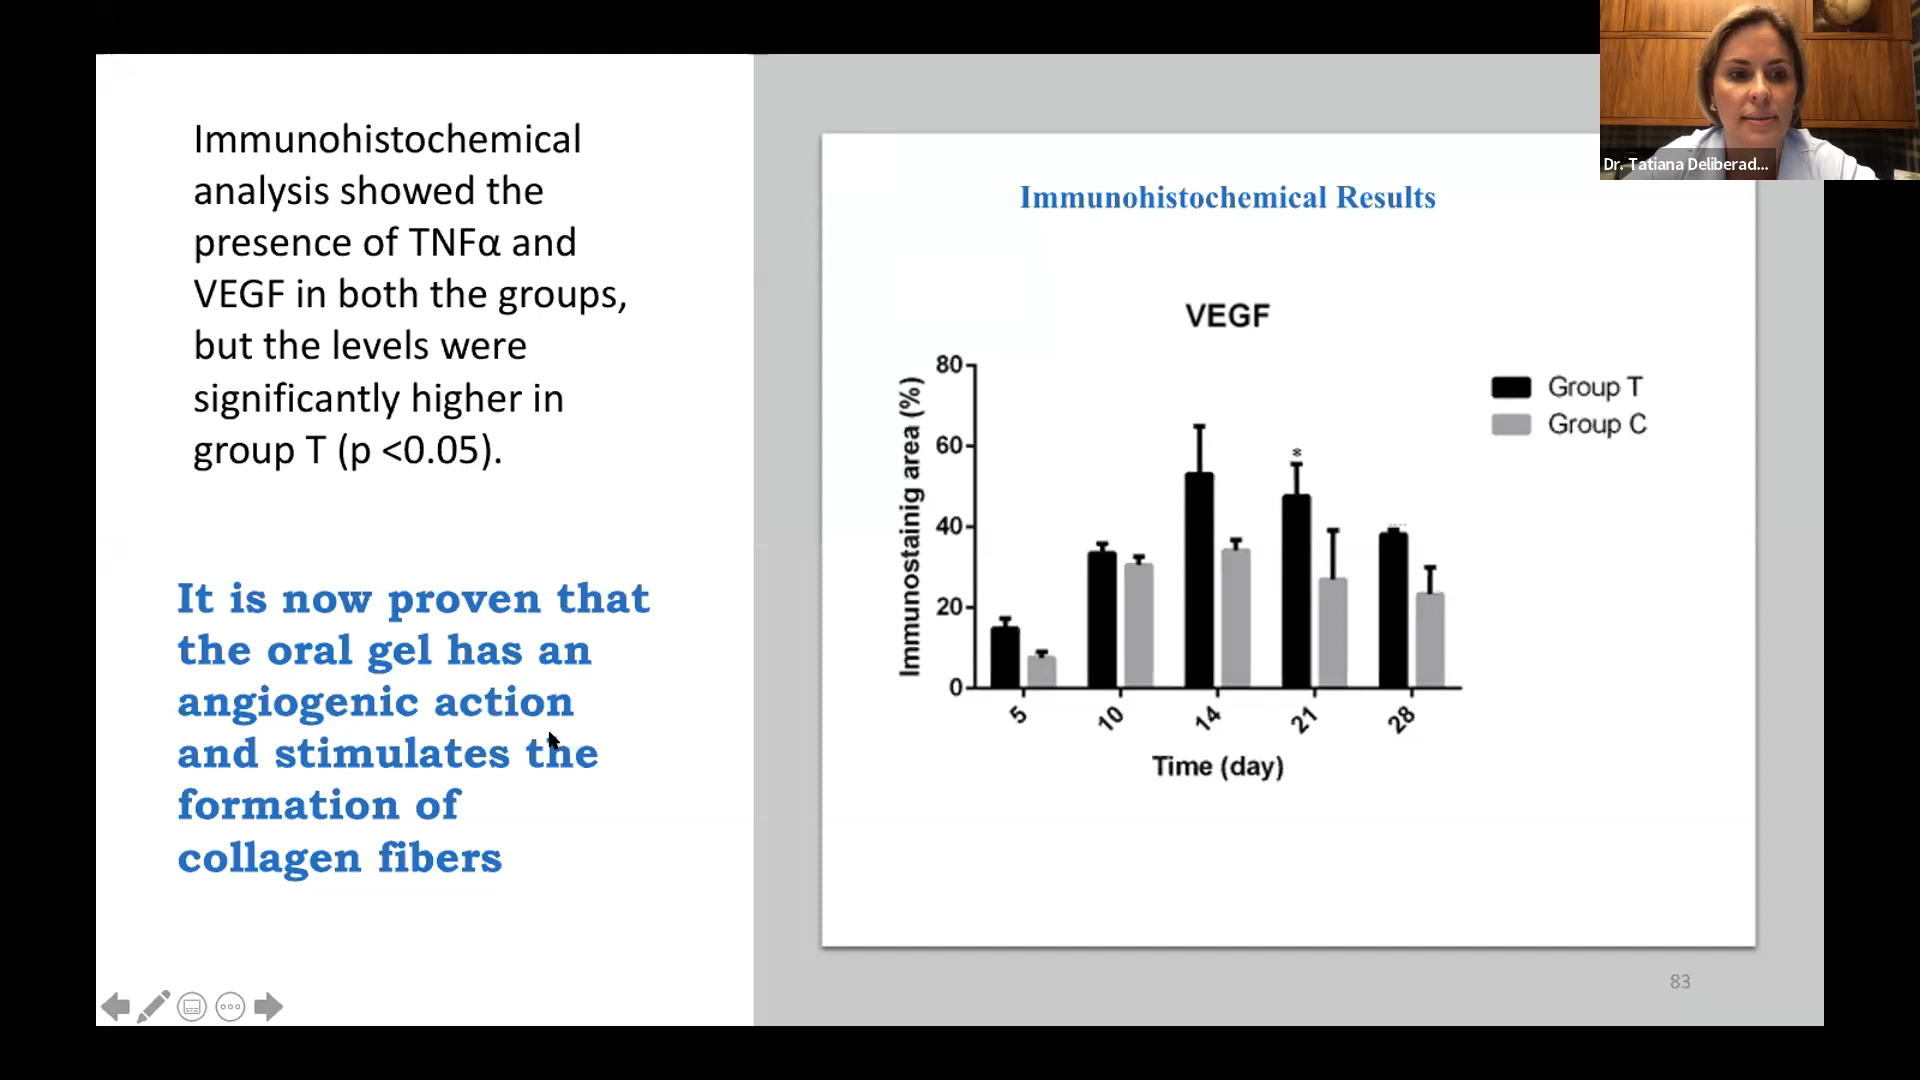 Immunohistochemical
analysis showed the
presence of TNFα and
VEGF in both the groups,
but the levels were
significantly higher in
group T (p <0.05).
It is now proven that
the oral gel has an
angiogenic action
and stimulates the
formation of
collagen fibers
Dr. Tatiana Deliberad...
Immunohistochemical Results
VEGF
Immunostainig area (%)
80
60
40
20
0
*
Group T
Group C
5 10 14 21 28
Time (day)
83